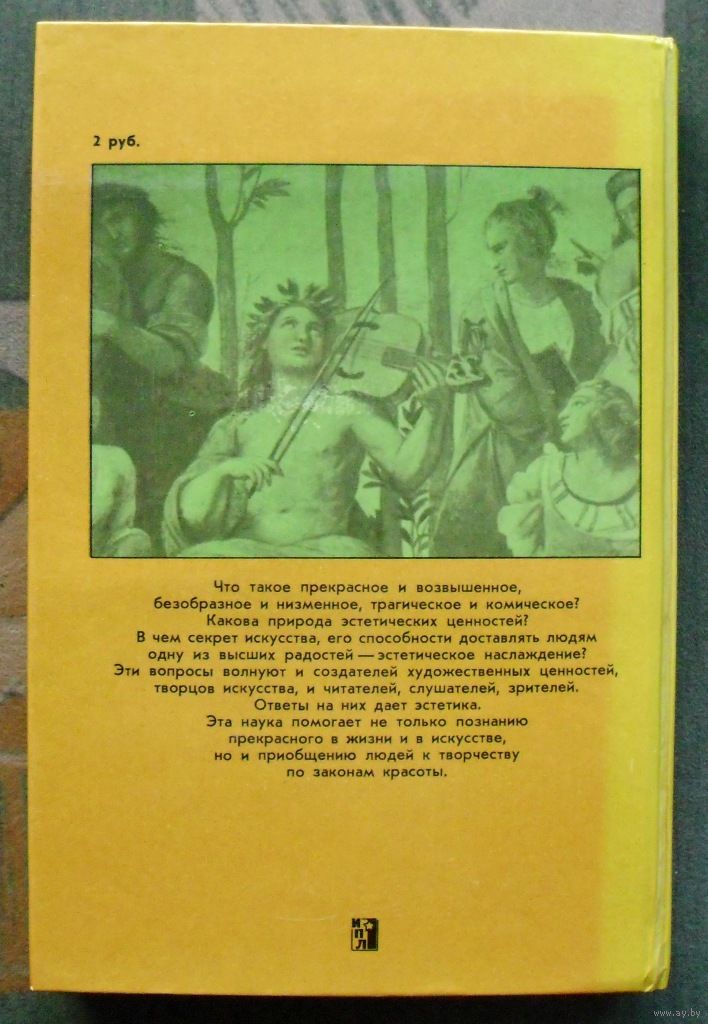 2 руб.
Что такое прекрасное и возвышенное,
безобразное и низменное, трагическое и комическое?
Какова природа эстетических ценностей?
В чем секрет искусства, его способности доставлять людям
одну из высших радостей — эстетическое наслаждение?
Эти вопросы волнуют и создателей художественных ценностей,
творцов искусства, и читателей, слушателей, зрителей.
Ответы на них дает эстетика.
Эта наука помогает не только познанию
прекрасного в жизни и в искусстве,
но и приобщению людей к творчеству
по законам красоты.
И
П
Л
www.ay.by